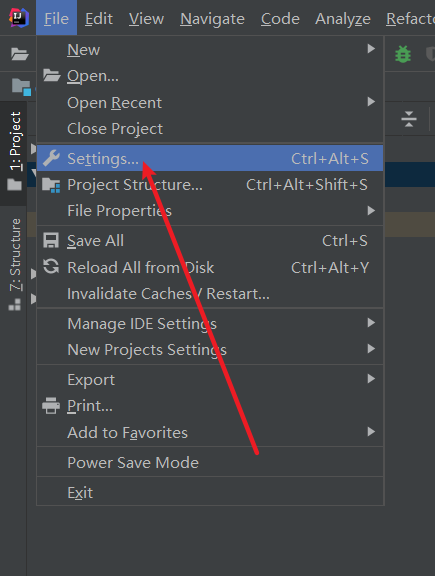 IJ File Edit View Navigate Code Analyze Refacto
New
Open...
Open Recent
Close Project
Settings... Ctrl+Alt+S
Project Structure... Ctrl+Alt+Shift+S
File Properties
Save All Ctrl+S
Reload All from Disk Ctrl+Alt+Y
Invalidate Caches / Restart...
Manage IDE Settings
New Projects Settings
Export
Print...
Add to Favorites
Power Save Mode
Exit
1: Project
7: Structure